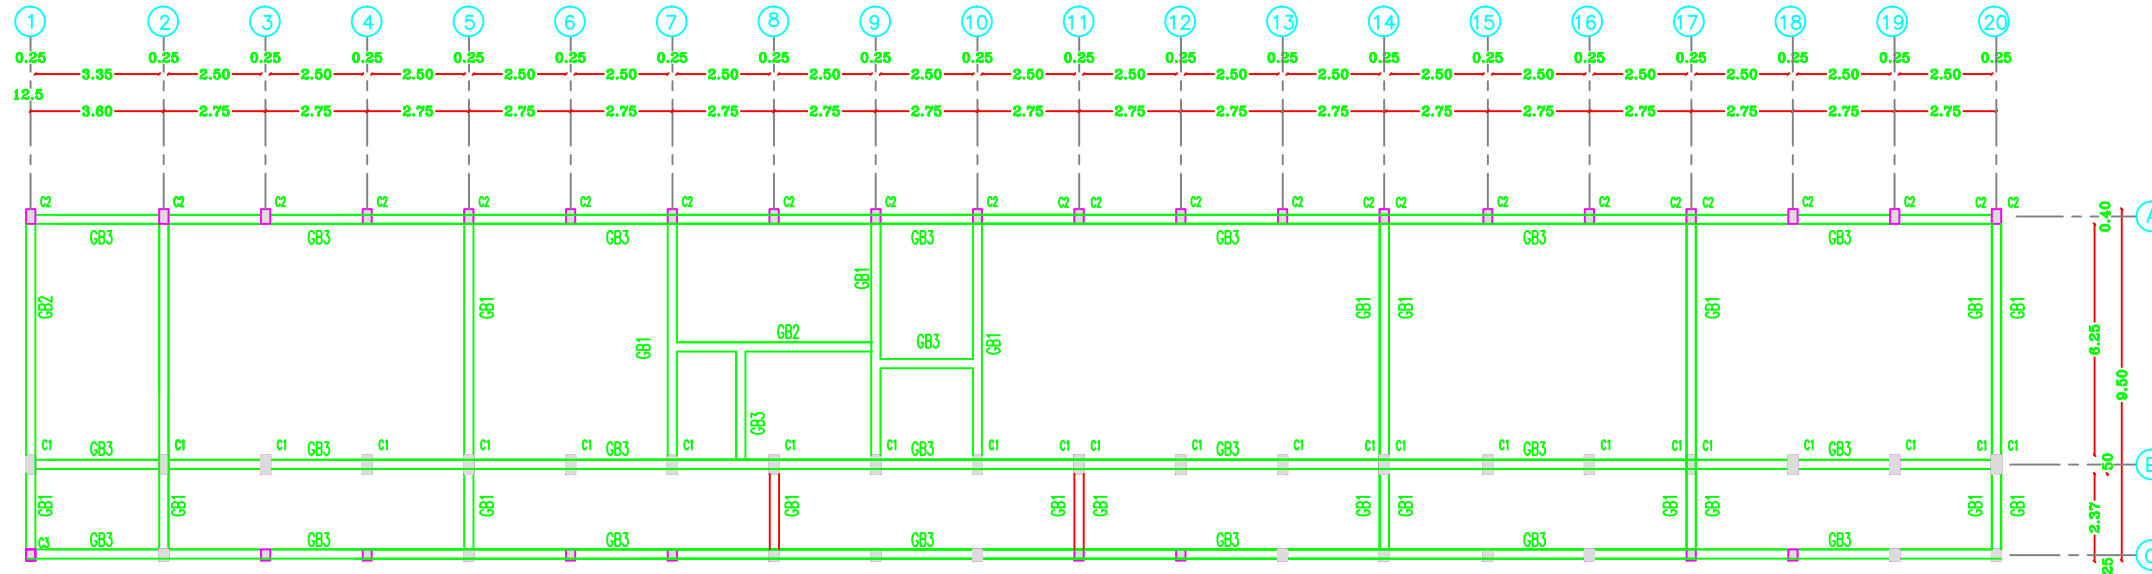 1 2 3 4 5 6 7 8 9 10 11 12 13 14 15 16 17 18 19 20
0.25 0.25 0.25 0.25 0.25 0.25 0.25 0.25 0.25 0.25 0.25 0.25 0.25 0.25 0.25 0.25 0.25 0.25 0.25 0.25
3.35 2.50 2.50 2.50 2.50 2.50 2.50 2.50 2.50 2.50 2.50 2.50 2.50 2.50 2.50 2.50 2.50 2.50 2.50
12.5
3.60 2.75 2.75 2.75 2.75 2.75 2.75 2.75 2.75 2.75 2.75 2.75 2.75 2.75 2.75 2.75 2.75 2.75 2.75
C2 C2 C2 C2 C2 C2 C2 C2 C2 C2 C2 C2 C2 C2 C2 C2 C2 C2 C2 C2 C2 C2 C2 C2
0.40 A
GB3 GB3 GB3 GB3 GB3 GB3 GB3
GB1
GB2 GB1 GB1 GB1 GB1 GB1 GB1
GB2
GB1 GB3 GB1 6.25
9.50
GB3
C1 GB3 C1 C1 GB3 C1 C1 C1 GB3 C1 C1 C1 GB3 C1 C1 C1 C1 GB3 C1 C1 C1 C1 GB3 C1 C1 C1 C1 GB3 C1 C1 C1
.50 B
GB1 GB1 GB1 GB1 GB1 GB1 GB1 GB1 GB1 GB1 GB1 GB1 2.37
C3 GB3 GB3 GB3 GB3 GB3 GB3 GB3
C
25